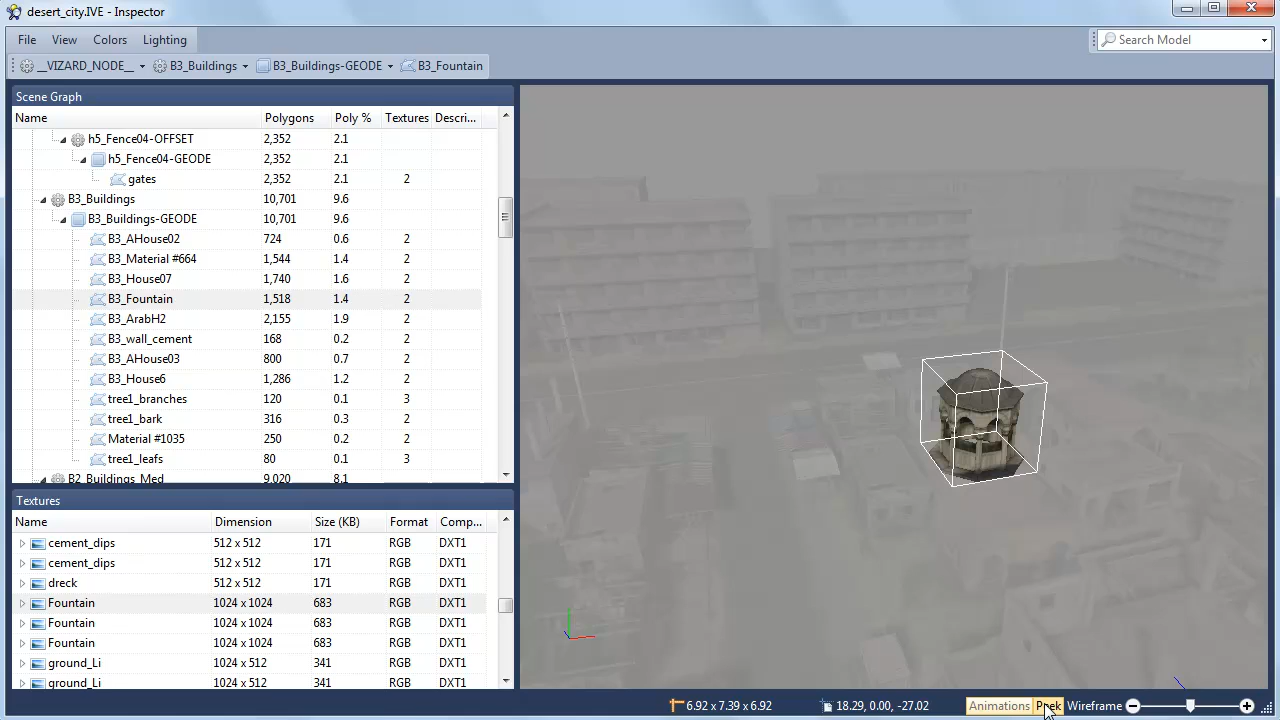 desert_city.IVE - Inspector
File View Colors Lighting Search Model
__VIZARD_NODE__ B3_Buildings B3_Buildings-GEODE B3_Fountain
Scene Graph
Name Polygons Poly % Textures Descri...
h5_Fence04-OFFSET 2,352 2.1
h5_Fence04-GEODE 2,352 2.1
gates 2,352 2.1 2
B3_Buildings 10,701 9.6
B3_Buildings-GEODE 10,701 9.6
B3_AHouse02 724 0.6 2
B3_Material #664 1,544 1.4 2
B3_House07 1,740 1.6 2
B3_Fountain 1,518 1.4 2
B3_ArabH2 2,155 1.9 2
B3_wall_cement 168 0.2 2
B3_AHouse03 800 0.7 2
B3_House6 1,286 1.2 2
tree1_branches 120 0.1 3
tree1_bark 316 0.3 2
Material #1035 250 0.2 2
tree1_leafs 80 0.1 3
B2_Buildings_Med 9,020 8.1
Textures
Name Dimension Size (KB) Format Comp...
cement_dips 512 x 512 171 RGB DXT1
cement_dips 512 x 512 171 RGB DXT1
dreck 512 x 512 171 RGB DXT1
Fountain 1024 x 1024 683 RGB DXT1
Fountain 1024 x 1024 683 RGB DXT1
Fountain 1024 x 1024 683 RGB DXT1
ground_Li 1024 x 512 341 RGB DXT1
ground_Li 1024 x 512 341 RGB DXT1
6.92 x 7.39 x 6.92 18.29, 0.00, -27.02 Animations Peek Wireframe